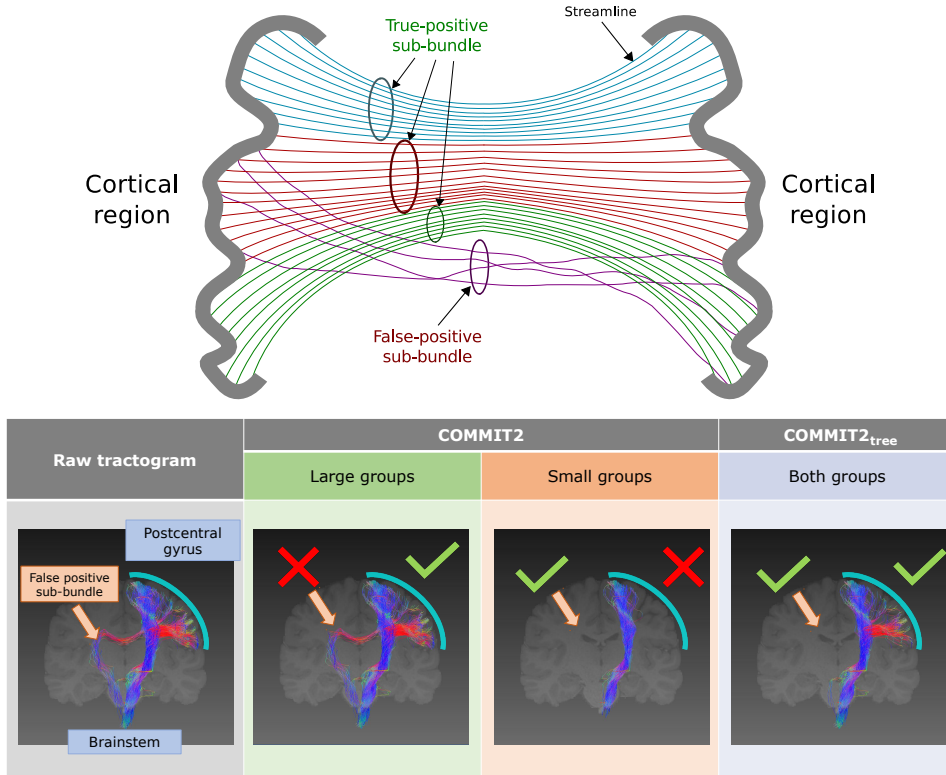 Streamline
True-positive
sub-bundle
Cortical
region
Cortical
region
False-positive
sub-bundle
Raw tractogram
COMMIT2
COMMIT2tree
Large groups
Small groups
Both groups
Postcentral
gyrus
False positive
sub-bundle
Brainstem